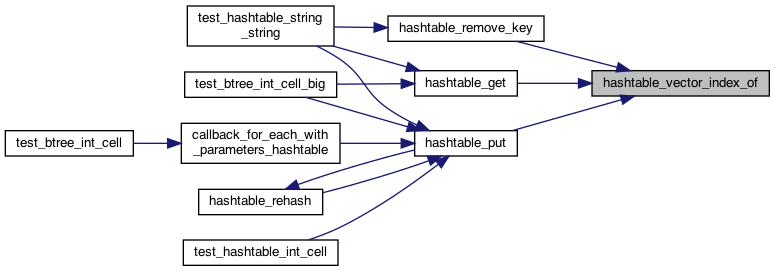 test_hashtable_string
_string
hashtable_remove_key
test_btree_int_cell_big
hashtable_get
hashtable_vector_index_of
test_btree_int_cell
callback_for_each_with
_parameters_hashtable
hashtable_put
hashtable_rehash
test_hashtable_int_cell